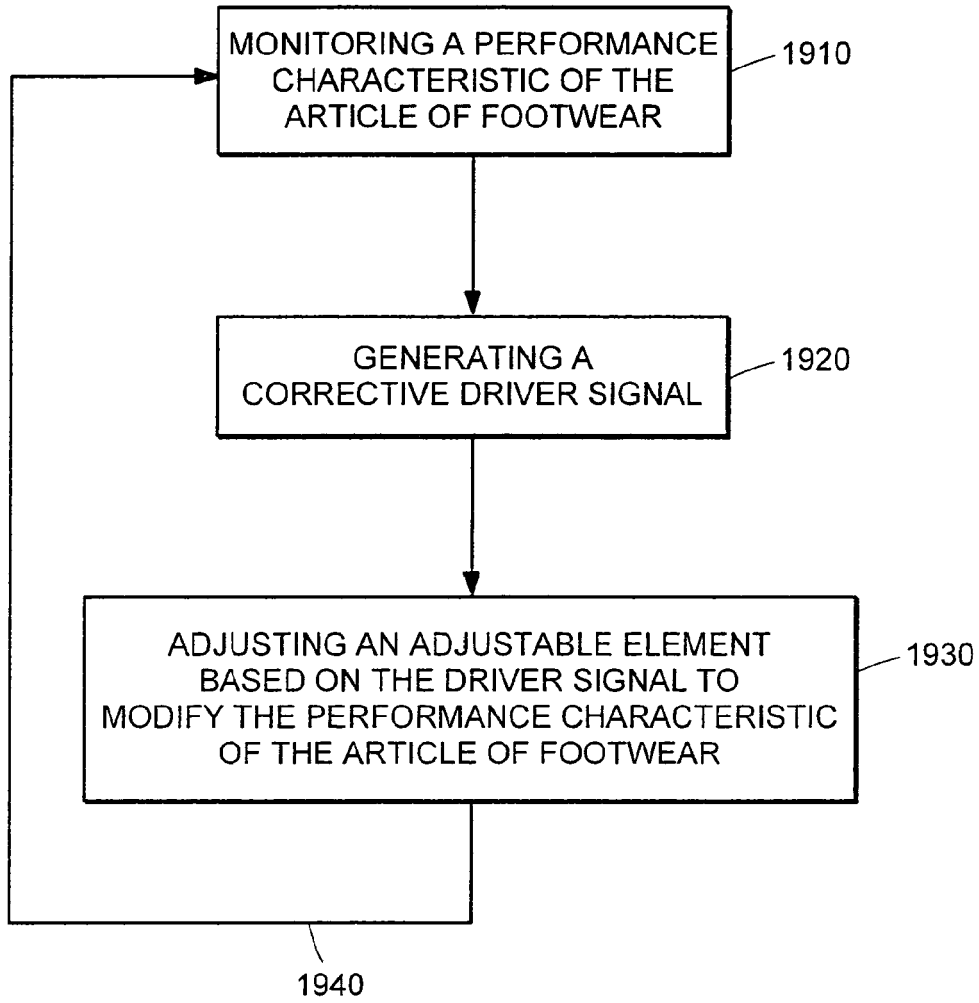 MONITORING A PERFORMANCE
CHARACTERISTIC OF THE
ARTICLE OF FOOTWEAR
1910
GENERATING A
CORRECTIVE DRIVER SIGNAL
1920
ADJUSTING AN ADJUSTABLE ELEMENT
BASED ON THE DRIVER SIGNAL TO
MODIFY THE PERFORMANCE CHARACTERISTIC
OF THE ARTICLE OF FOOTWEAR
1930
1940